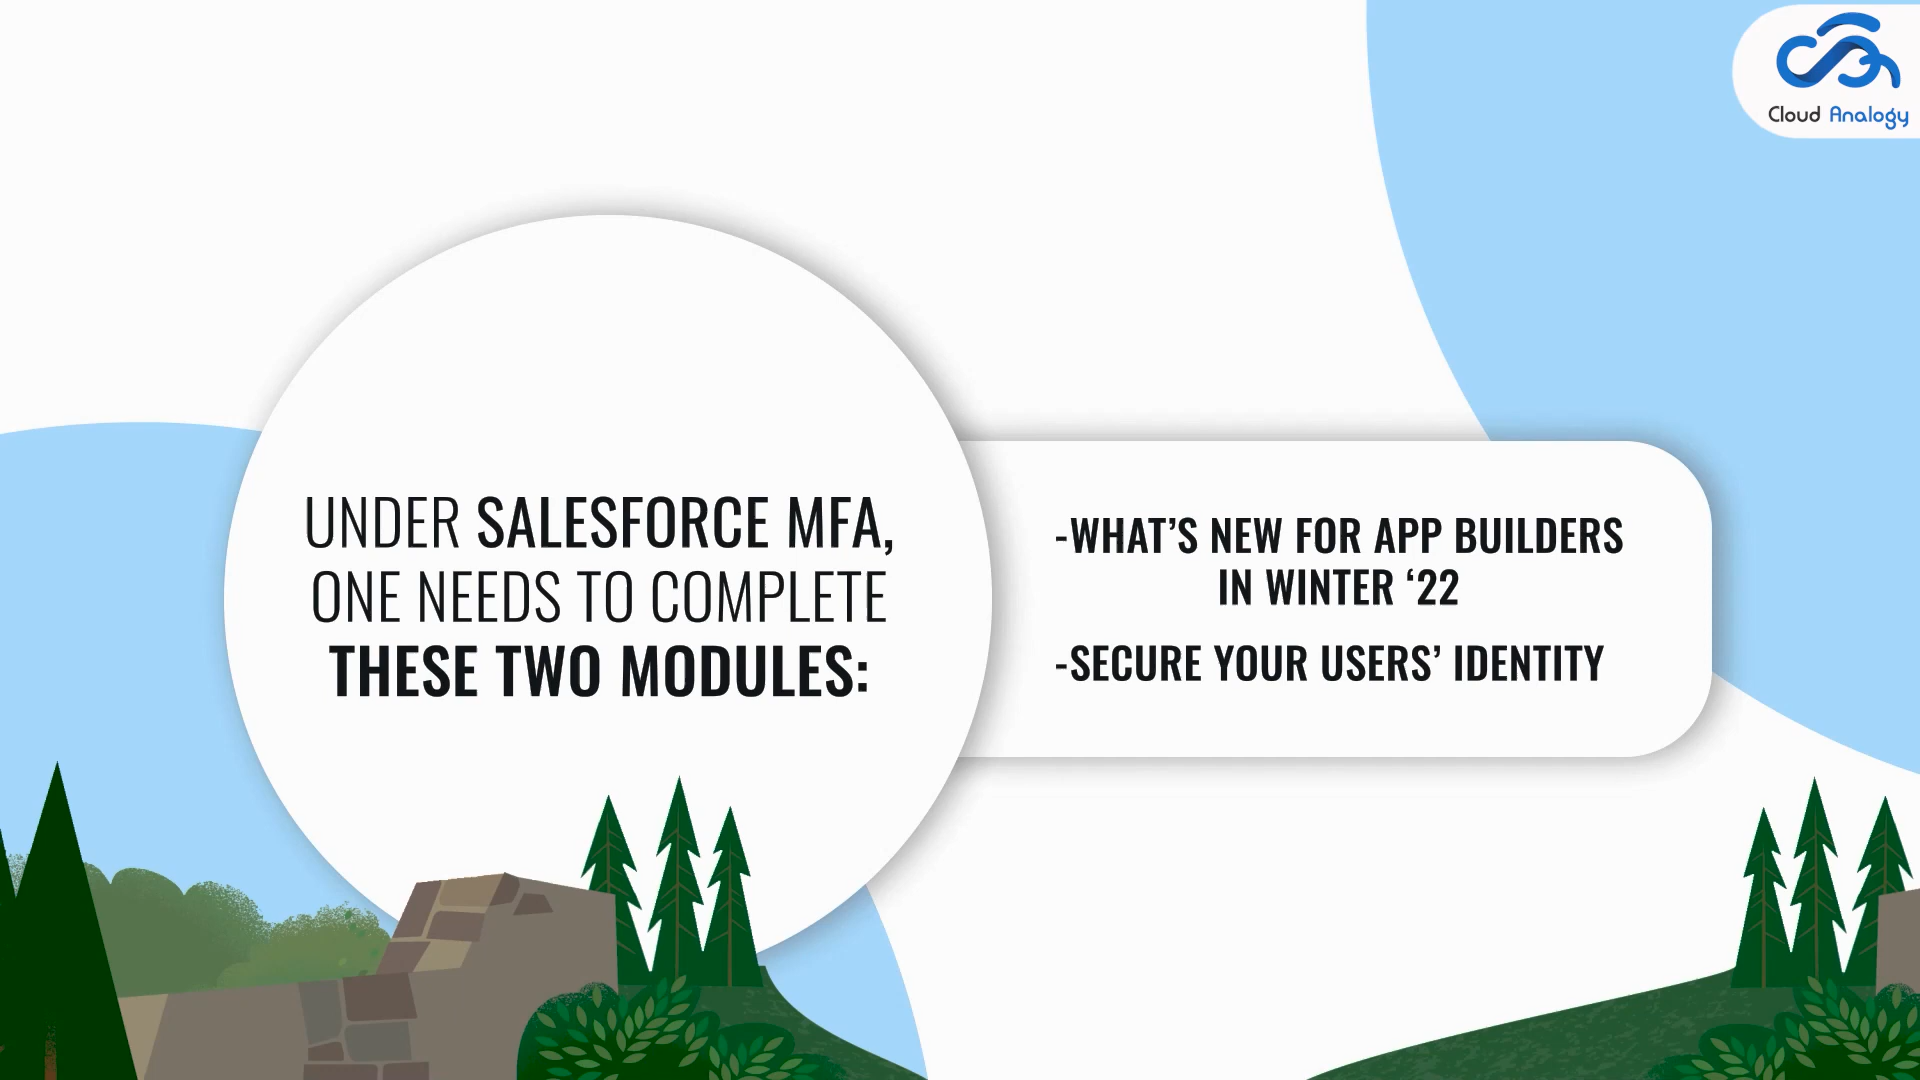 Cloud Analogy
UNDER SALESFORCE MFA,
ONE NEEDS TO COMPLETE
THESE TWO MODULES:
-WHAT’S NEW FOR APP BUILDERS
IN WINTER ‘22
-SECURE YOUR USERS’ IDENTITY